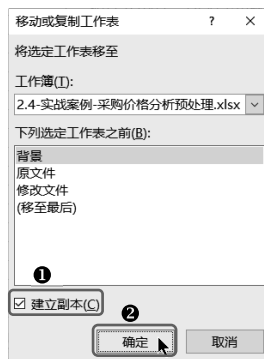 移动或复制工作表 ? ×
将选定工作表移至
工作簿(T):
2.4-实战案例-采购价格分析预处理.xlsx
下列选定工作表之前(B):
背景
原文件
修改文件
(移至最后)
❶
建立副本(C)
❷
确定 取消